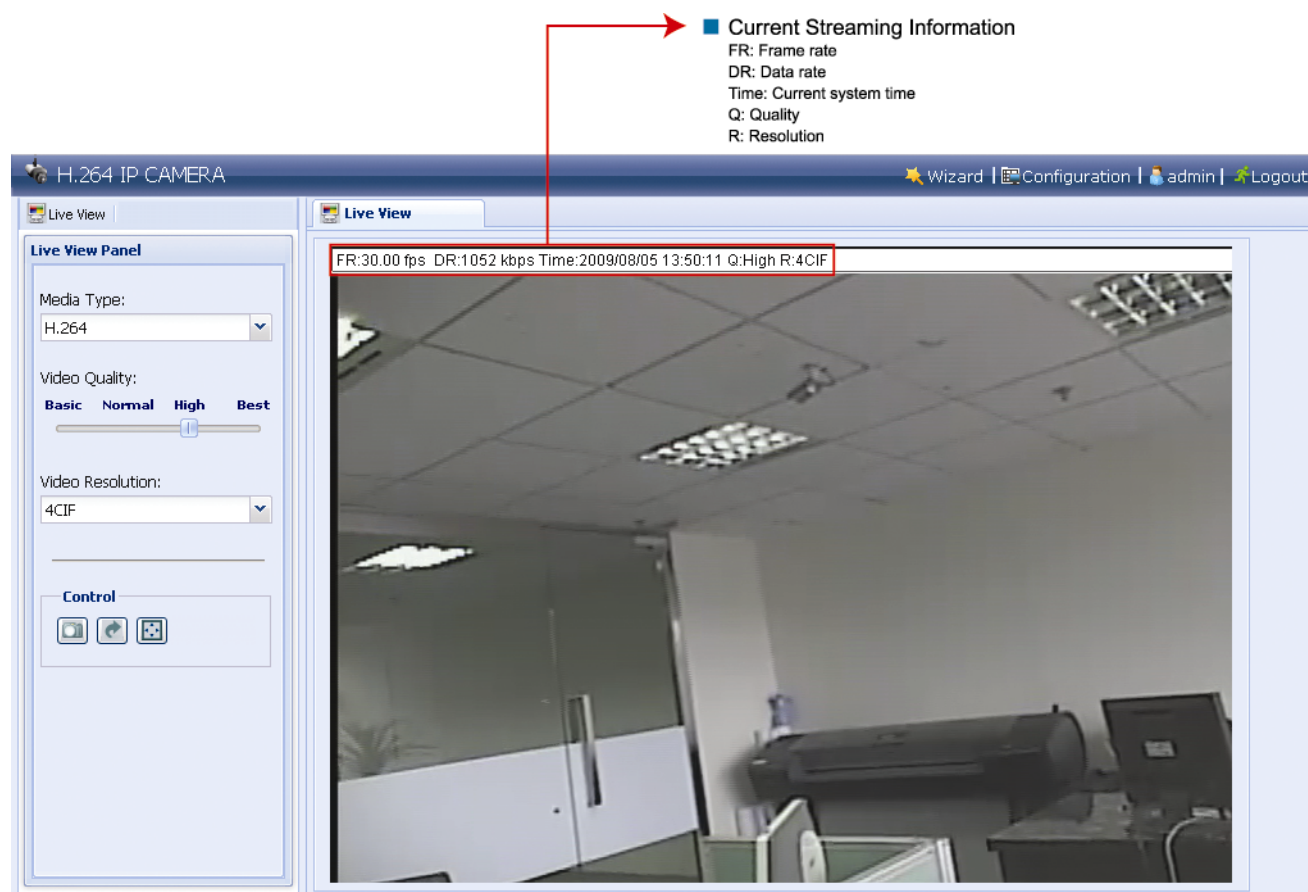 Current Streaming Information
FR: Frame rate
DR: Data rate
Time: Current system time
Q: Quality
R: Resolution
H.264 IP CAMERA
Wizard | Configuration | admin | Logout
Live View
Live View
Live View Panel
FR:30.00 fps DR:1052 kbps Time:2009/08/05 13:50:11 Q:High R:4CIF
Media Type:
H.264
Video Quality:
Basic Normal High Best
Video Resolution:
4CIF
Control